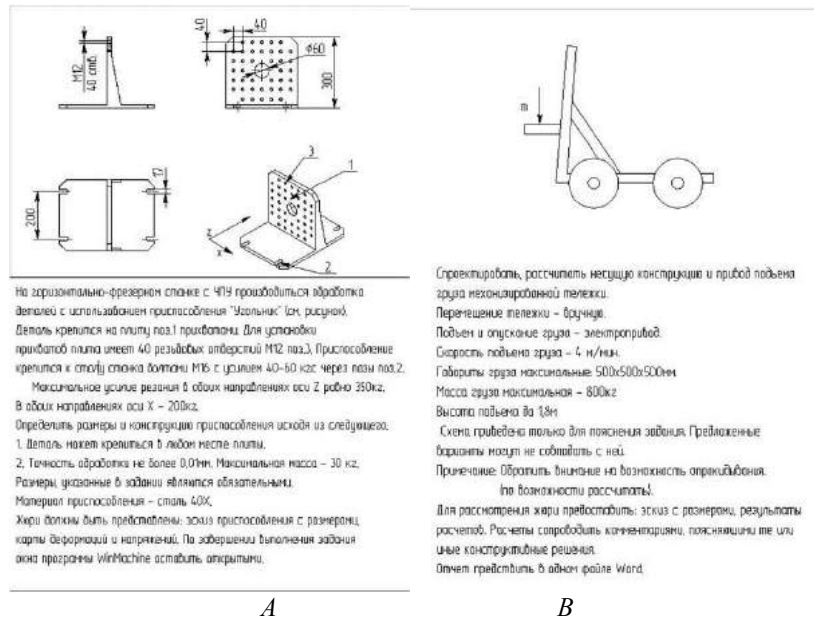 40
40
Ø60
M12
40 отв.
300
3
1
17
200
z
x
2
На горизонтально-фрезерном станке с ЧПУ производиться обработка
деталей с использованием приспособления "Угольник" (см. рисунок).
Деталь крепится на плиту поз.1 прихватами. Для установки
прихватов плита имеет 40 резьбовых отверстий М12 поз.3. Приспособление
крепится к столу станка болтами М16 с усилием 40-60 кгс через пазы поз.2.
Максимальное усилие резания в обоих направлениях оси Z равно 350кг.
В обоих направлениях оси X - 200кг.
Определить размеры и конструкцию приспособления исходя из следующего.
1. Деталь может крепиться в любом месте плиты.
2. Точность обработки не более 0,01мм. Максимальная масса - 30 кг.
Размеры, указанные в задании являются обязательными.
Материал приспособления - сталь 40Х.
Жюри должны быть представлены: эскиз приспособления с размерами,
карты деформаций и напряжений. По завершении выполнения задания
окна программы WinMachine оставить открытыми.
A
Спроектировать, рассчитать несущую конструкцию и привод подъема
груза механизированной тележки.
Перемещение тележки - вручную.
Подъем и опускание груза - электропривод.
Скорость подъема груза - 4 м/мин.
Габариты груза максимальные: 500х500х500мм
Масса груза максимальная - 800кг
Высота подъема до 1,8м
Схема приведена только для пояснения задания. Предложенные
варианты могут не совпадать с ней.
Примечание: Обратить внимание на возможность опрокидывания.
(по возможности рассчитать).
Для рассмотрения жюри предоставить: эскиз с размерами, результаты
расчетов. Расчеты сопроводить комментариями, поясняющими те или
иные конструктивные решения.
Отчет предствить в одном файле Word.
B